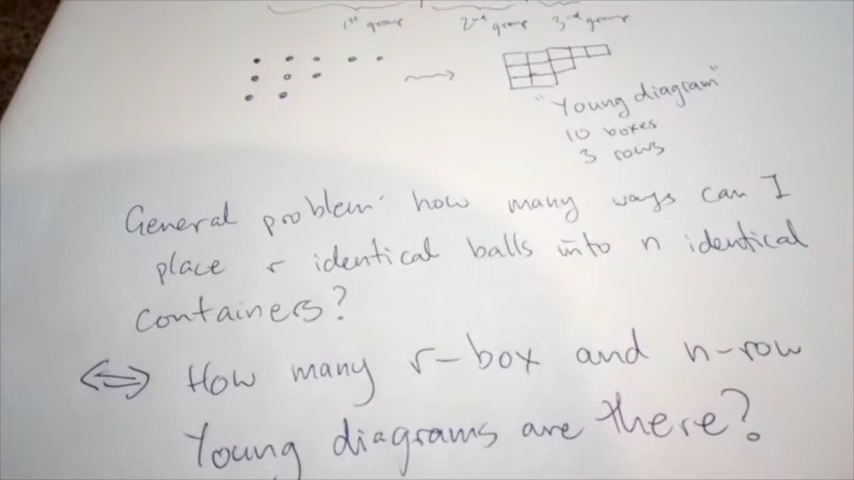 1st group 2nd group 3rd group
"Young diagram"
10 boxes
3 rows
General problem: how many ways can I
place r identical balls into n identical
containers?
⇔ How many r-box and n-row
Young diagrams are there?